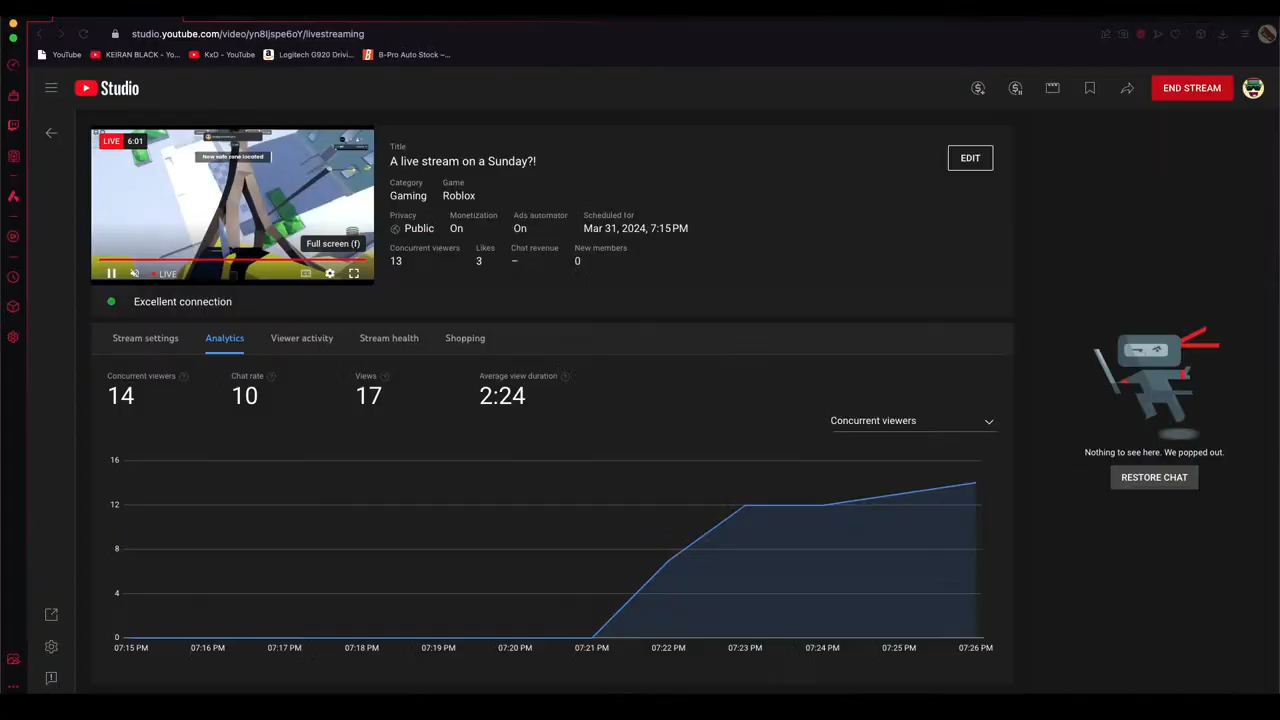 studio.youtube.com/video/yn8Ijspe6oY/livestreaming
YouTube
KEIRAN BLACK - Yo...
KxD - YouTube
Logitech G920 Drivi...
B-Pro Auto Stock –...
Studio
END STREAM
LIVE 6:01
New safe zone located
Full screen (f)
LIVE
Title
A live stream on a Sunday?!
EDIT
Category Game
Gaming Roblox
Privacy Monetization Ads automator Scheduled for
Public On On Mar 31, 2024, 7:15 PM
Concurrent viewers Likes Chat revenue New members
13 3 – 0
Excellent connection
Stream settings Analytics Viewer activity Stream health Shopping
Concurrent viewers Chat rate Views Average view duration
14 10 17 2:24
Concurrent viewers
16
12
8
4
0
07:15 PM 07:16 PM 07:17 PM 07:18 PM 07:19 PM 07:20 PM 07:21 PM 07:22 PM 07:23 PM 07:24 PM 07:25 PM 07:26 PM
Nothing to see here. We popped out.
RESTORE CHAT